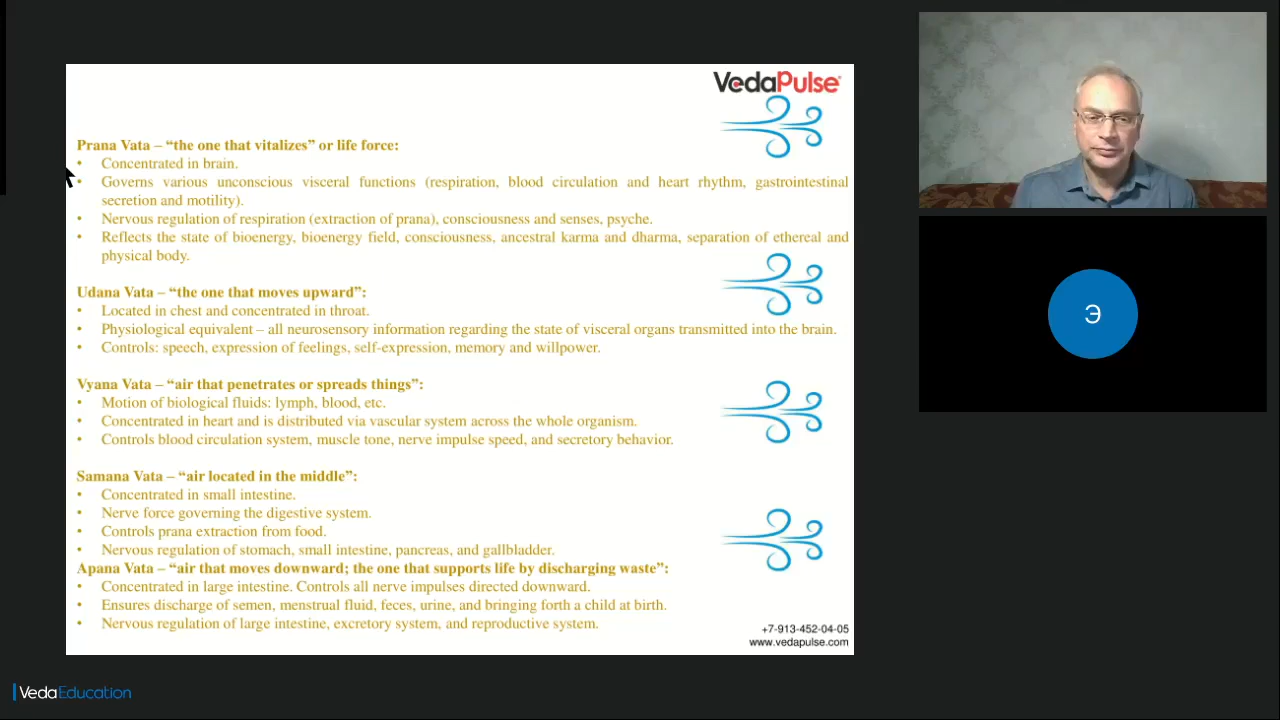 VedaPulse
Prana Vata – “the one that vitalizes” or life force:
• Concentrated in brain.
• Governs various unconscious visceral functions (respiration, blood circulation and heart rhythm, gastrointestinal
secretion and motility).
• Nervous regulation of respiration (extraction of prana), consciousness and senses, psyche.
• Reflects the state of bioenergy, bioenergy field, consciousness, ancestral karma and dharma, separation of ethereal and
physical body.
Udana Vata – “the one that moves upward”:
• Located in chest and concentrated in throat.
• Physiological equivalent – all neurosensory information regarding the state of visceral organs transmitted into the brain.
• Controls: speech, expression of feelings, self-expression, memory and willpower.
Vyana Vata – “air that penetrates or spreads things”:
• Motion of biological fluids: lymph, blood, etc.
• Concentrated in heart and is distributed via vascular system across the whole organism.
• Controls blood circulation system, muscle tone, nerve impulse speed, and secretory behavior.
Samana Vata – “air located in the middle”:
• Concentrated in small intestine.
• Nerve force governing the digestive system.
• Controls prana extraction from food.
• Nervous regulation of stomach, small intestine, pancreas, and gallbladder.
Apana Vata – “air that moves downward; the one that supports life by discharging waste”:
• Concentrated in large intestine. Controls all nerve impulses directed downward.
• Ensures discharge of semen, menstrual fluid, feces, urine, and bringing forth a child at birth.
• Nervous regulation of large intestine, excretory system, and reproductive system.
+7-913-452-04-05
www.vedapulse.com
Э
VedaEducation